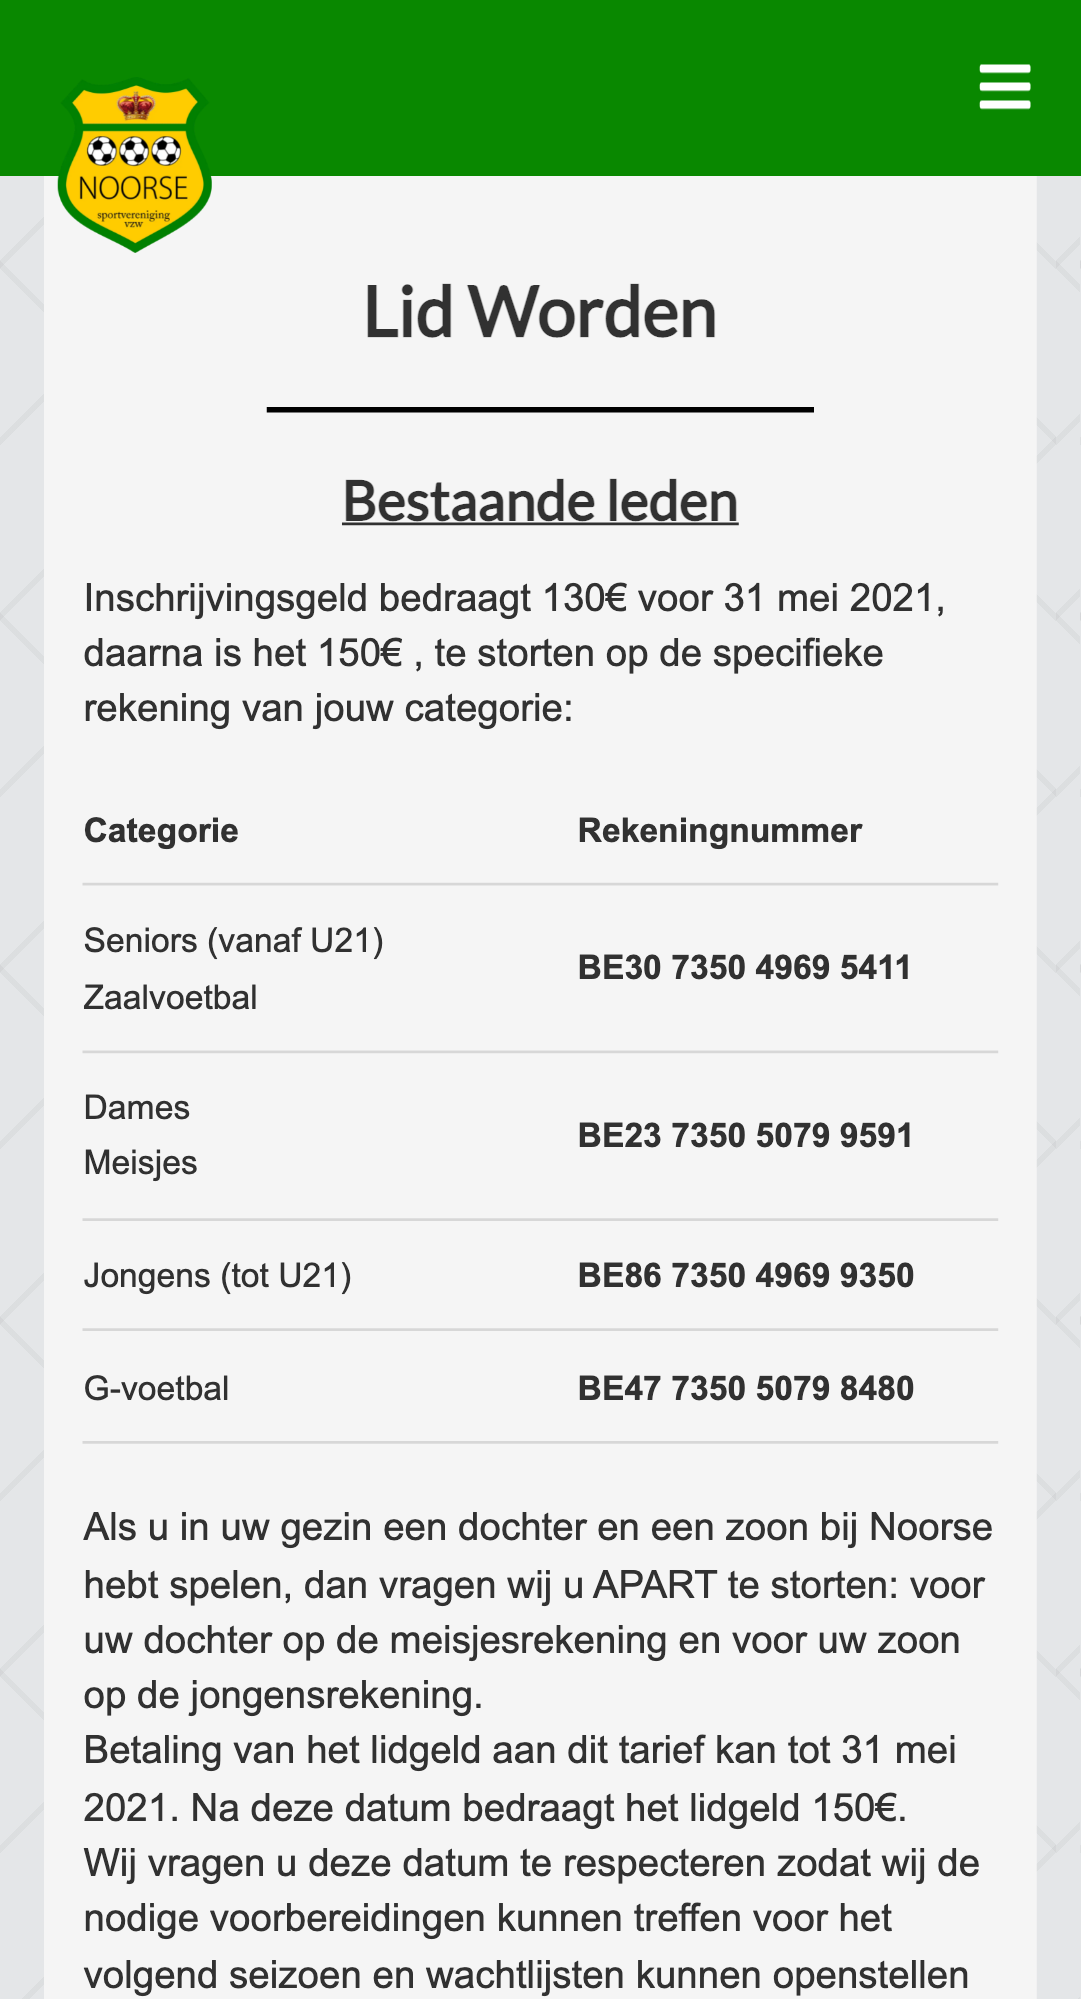 NOORSE
sportvereniging
vzw
Lid Worden
Bestaande leden
Inschrijvingsgeld bedraagt 130€ voor 31 mei 2021,
daarna is het 150€ , te storten op de specifieke
rekening van jouw categorie:
Categorie Rekeningnummer
Seniors (vanaf U21)
Zaalvoetbal
BE30 7350 4969 5411
Dames
Meisjes
BE23 7350 5079 9591
Jongens (tot U21) BE86 7350 4969 9350
G-voetbal BE47 7350 5079 8480
Als u in uw gezin een dochter en een zoon bij Noorse
hebt spelen, dan vragen wij u APART te storten: voor
uw dochter op de meisjesrekening en voor uw zoon
op de jongensrekening.
Betaling van het lidgeld aan dit tarief kan tot 31 mei
2021. Na deze datum bedraagt het lidgeld 150€.
Wij vragen u deze datum te respecteren zodat wij de
nodige voorbereidingen kunnen treffen voor het
volgend seizoen en wachtlijsten kunnen openstellen